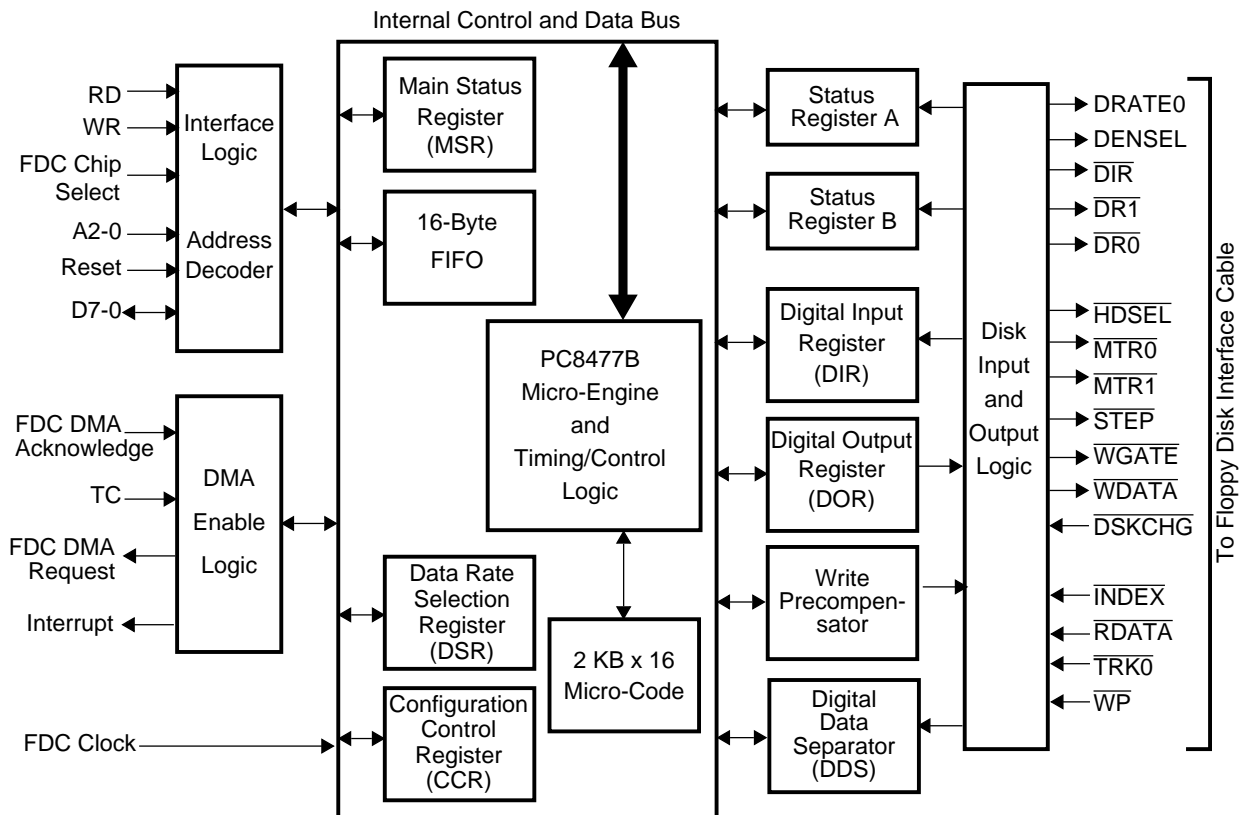 Internal Control and Data Bus
RD
WR
FDC Chip
Select
A2-0
Reset
D7-0
Interface
Logic
Address
Decoder
FDC DMA
Acknowledge
TC
FDC DMA
Request
Interrupt
DMA
Enable
Logic
FDC Clock
Main Status
Register
(MSR)
16-Byte
FIFO
PC8477B
Micro-Engine
and
Timing/Control
Logic
Data Rate
Selection
Register
(DSR)
2 KB x 16
Micro-Code
Configuration
Control
Register
(CCR)
Status
Register A
Status
Register B
Digital Input
Register
(DIR)
Digital Output
Register
(DOR)
Write
Precompen-
sator
Digital
Data
Separator
(DDS)
Disk
Input
and
Output
Logic
DRATE0
DENSEL
DIR
DR1
DR0
HDSEL
MTR0
MTR1
STEP
WGATE
WDATA
DSKCHG
INDEX
RDATA
TRK0
WP
To Floppy Disk Interface Cable